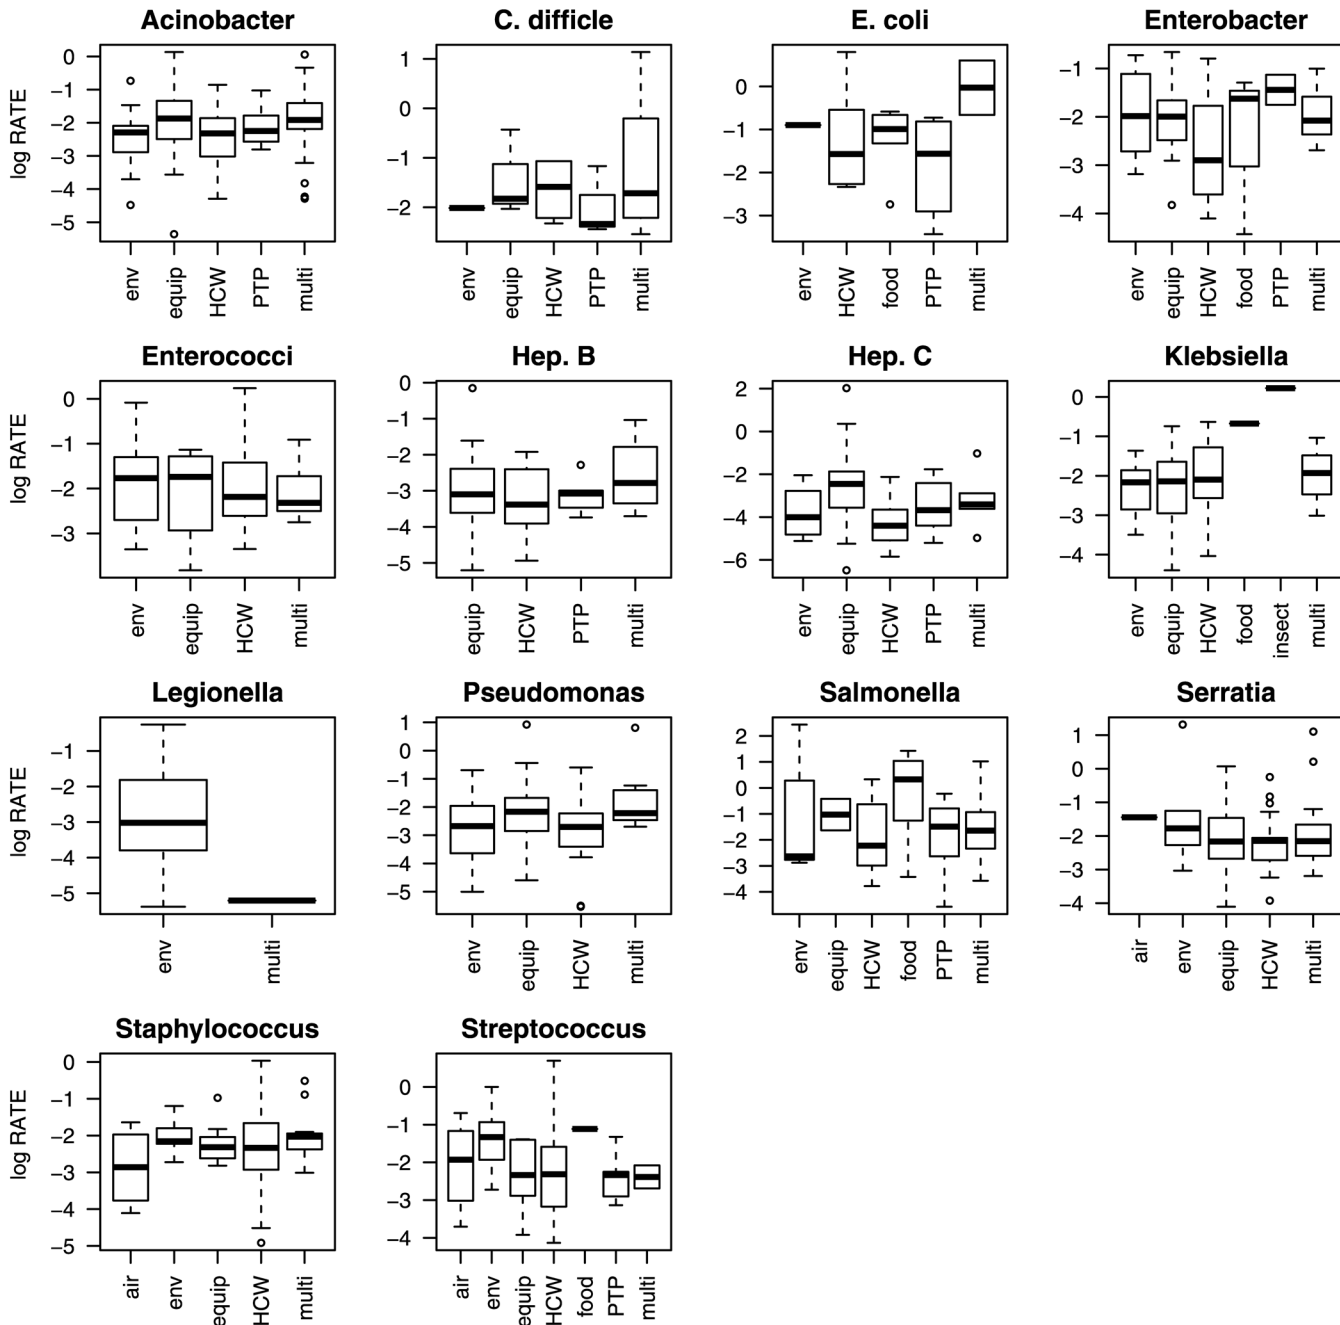 Acinobacter
log RATE
0
−1
−2
−3
−4
−5
env
equip
HCW
PTP
multi
C. difficle
1
0
−1
−2
env
equip
HCW
PTP
multi
E. coli
0
−1
−2
−3
env
HCW
food
PTP
multi
Enterobacter
−1
−2
−3
−4
env
equip
HCW
food
PTP
multi
Enterococci
log RATE
0
−1
−2
−3
env
equip
HCW
multi
Hep. B
0
−1
−2
−3
−4
−5
equip
HCW
PTP
multi
Hep. C
2
0
−2
−4
−6
env
equip
HCW
PTP
multi
Klebsiella
0
−1
−2
−3
−4
env
equip
HCW
food
insect
multi
Legionella
log RATE
−1
−2
−3
−4
−5
env
multi
Pseudomonas
1
0
−1
−2
−3
−4
−5
env
equip
HCW
multi
Salmonella
2
1
0
−1
−2
−3
−4
env
equip
HCW
food
PTP
multi
Serratia
1
0
−1
−2
−3
−4
air
env
equip
HCW
multi
Staphylococcus
log RATE
0
−1
−2
−3
−4
−5
air
env
equip
HCW
multi
Streptococcus
0
−1
−2
−3
−4
air
env
equip
HCW
food
PTP
multi